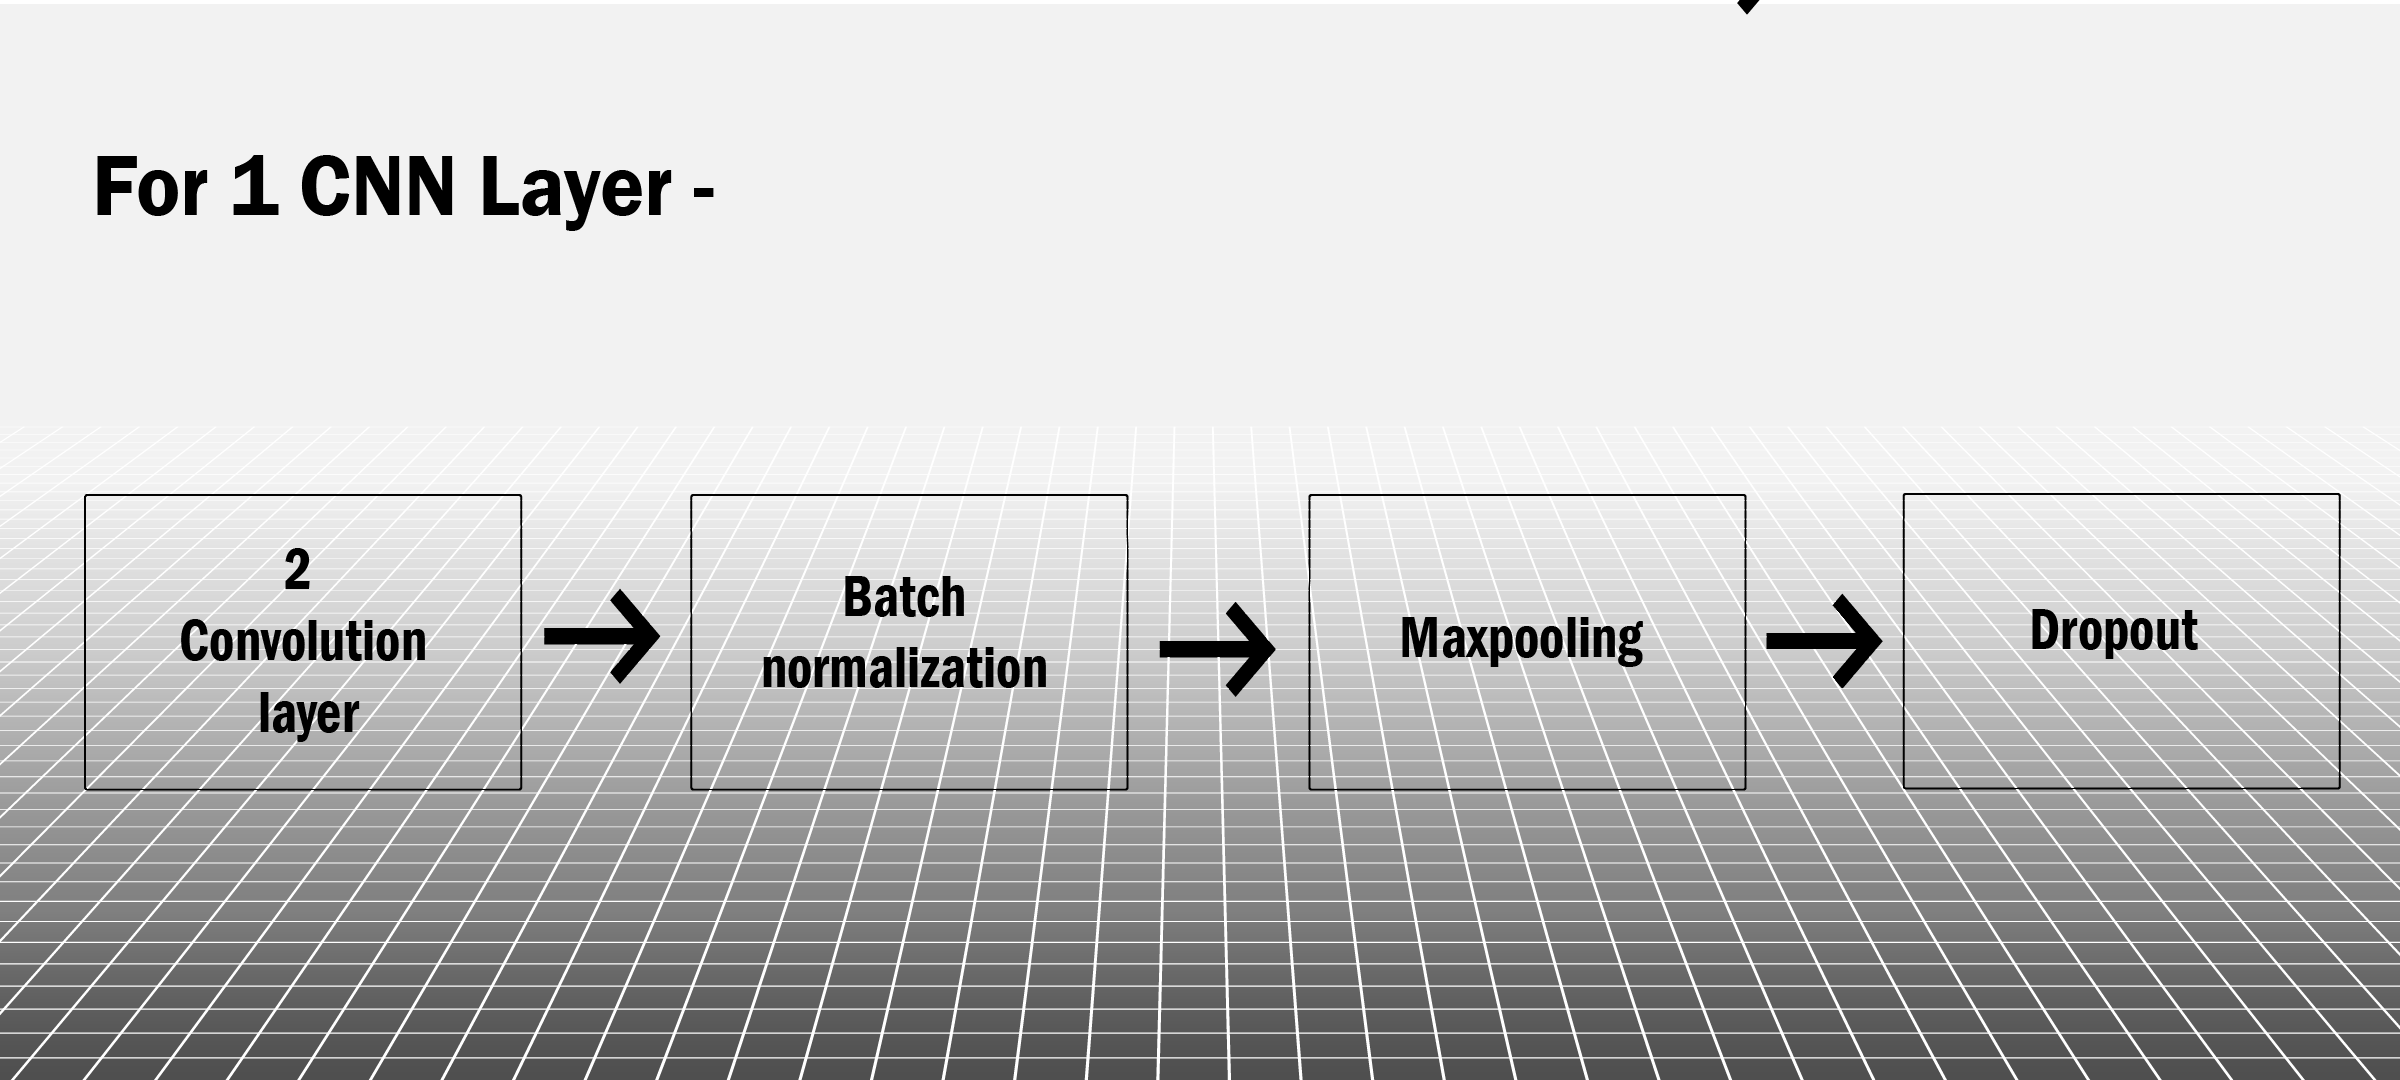 For 1 CNN Layer -
2
Convolution
layer
Batch
normalization
Maxpooling
Dropout